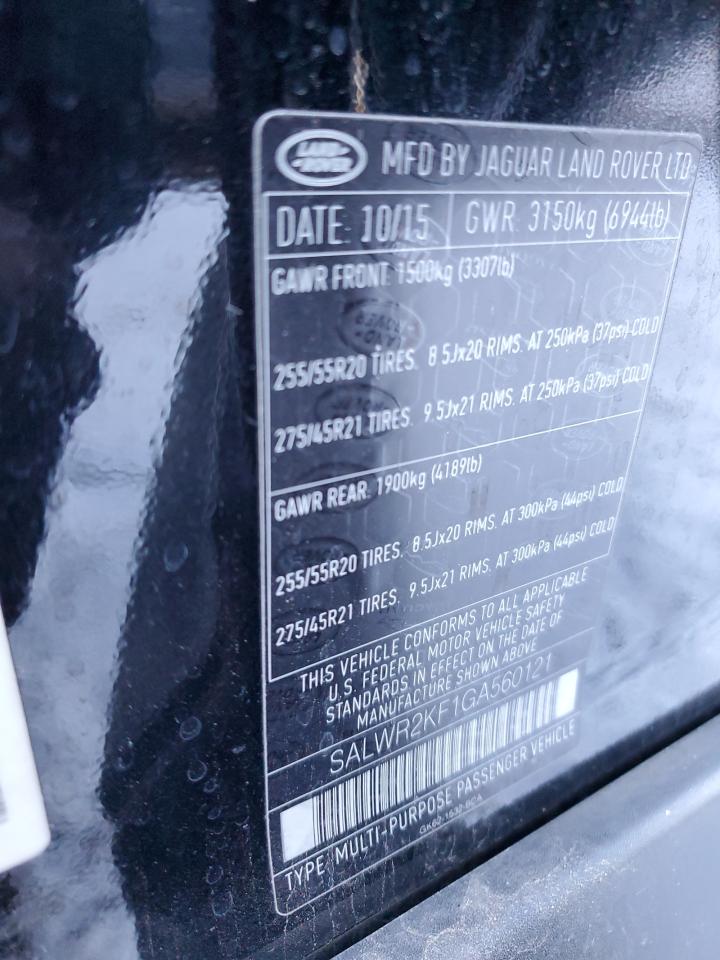 LAND ROVER
MFD BY JAGUAR LAND ROVER LTD
DATE: 10/15 GWR: 3150kg (6944lb)
GAWR FRONT: 1500kg (3307lb)
255/55R20 TIRES. 8.5Jx20 RIMS. AT 250kPa (37psi) COLD
275/45R21 TIRES. 9.5Jx21 RIMS. AT 250kPa (37psi) COLD
GAWR REAR: 1900kg (4189lb)
255/55R20 TIRES. 8.5Jx20 RIMS. AT 300kPa (44psi) COLD
275/45R21 TIRES. 9.5Jx21 RIMS. AT 300kPa (44psi) COLD
THIS VEHICLE CONFORMS TO ALL APPLICABLE
U.S. FEDERAL MOTOR VEHICLE SAFETY
STANDARDS IN EFFECT ON THE DATE OF
MANUFACTURE SHOWN ABOVE
SALWR2KF1GA560121
TYPE: MULTI-PURPOSE PASSENGER VEHICLE